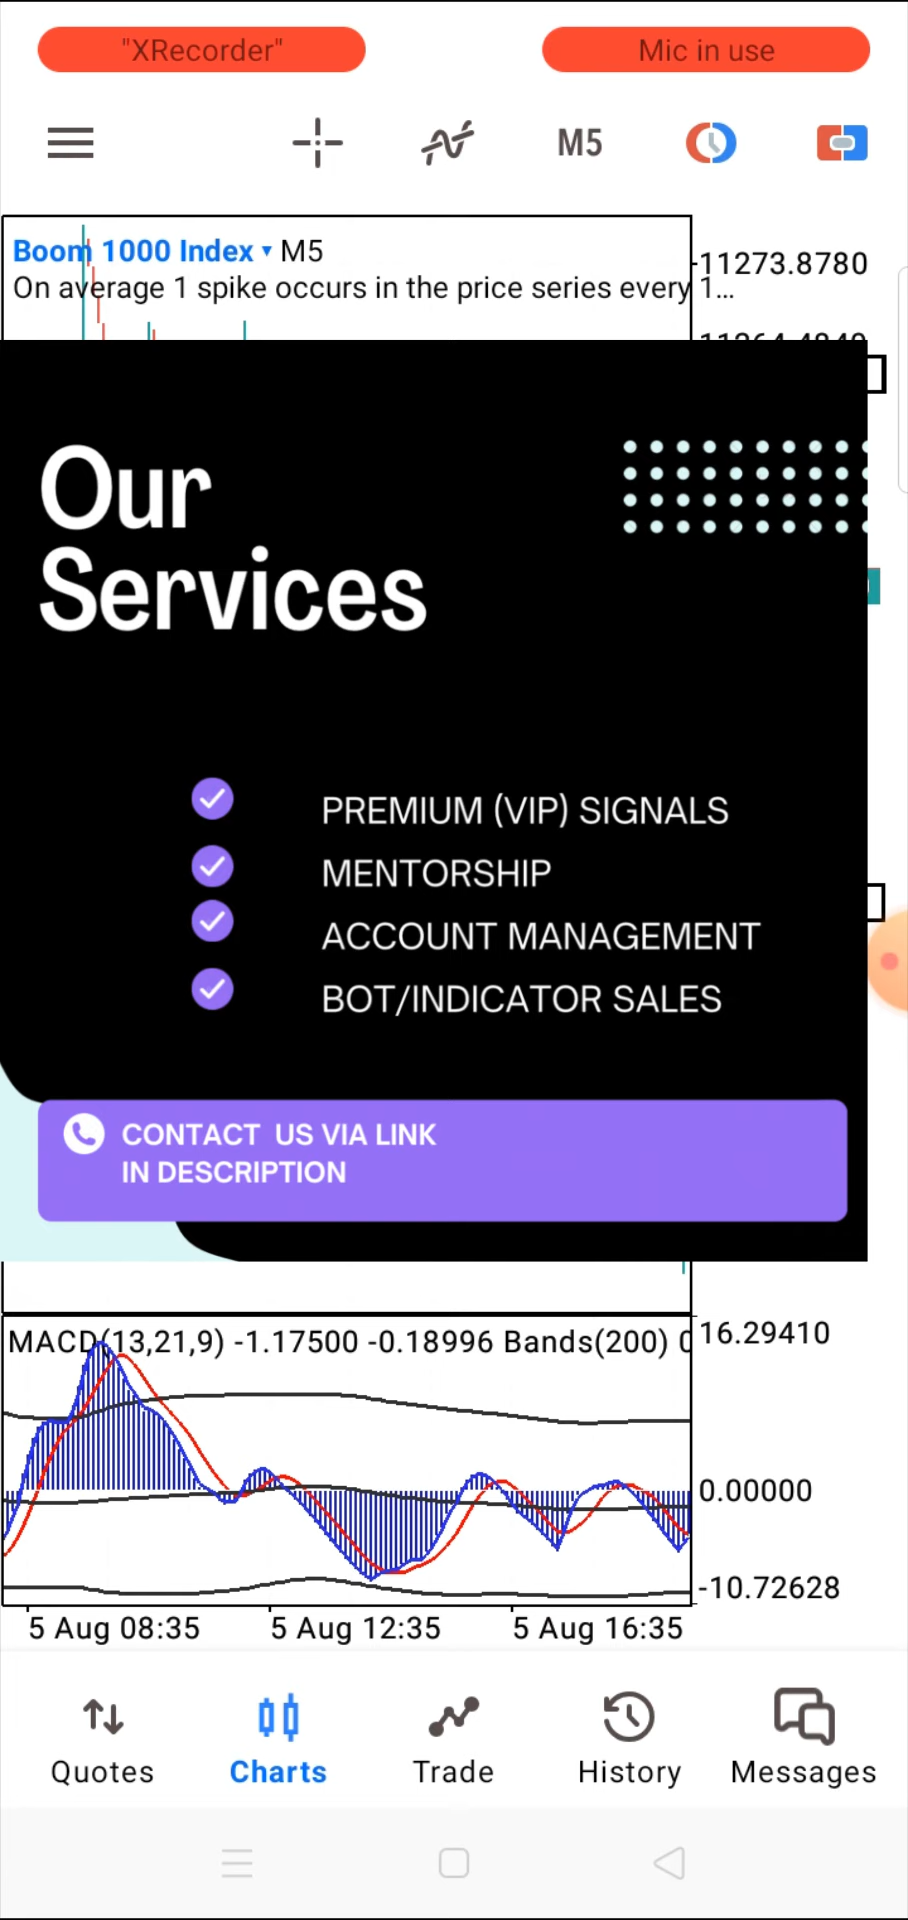 "XRecorder"
Mic in use
M5
Boom 1000 Index ▾ M5
On average 1 spike occurs in the price series every 1...
11273.8780
Our
Services
PREMIUM (VIP) SIGNALS
MENTORSHIP
ACCOUNT MANAGEMENT
BOT/INDICATOR SALES
CONTACT US VIA LINK
IN DESCRIPTION
MACD(13,21,9) -1.17500 -0.18996 Bands(200)
16.29410
0.00000
-10.72628
5 Aug 08:35
5 Aug 12:35
5 Aug 16:35
Quotes
Charts
Trade
History
Messages